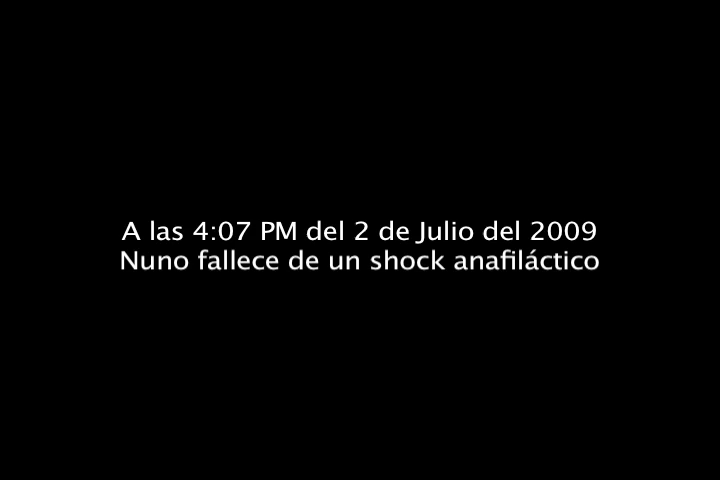 A las 4:07 PM del 2 de Julio del 2009
Nuno fallece de un shock anafiláctico